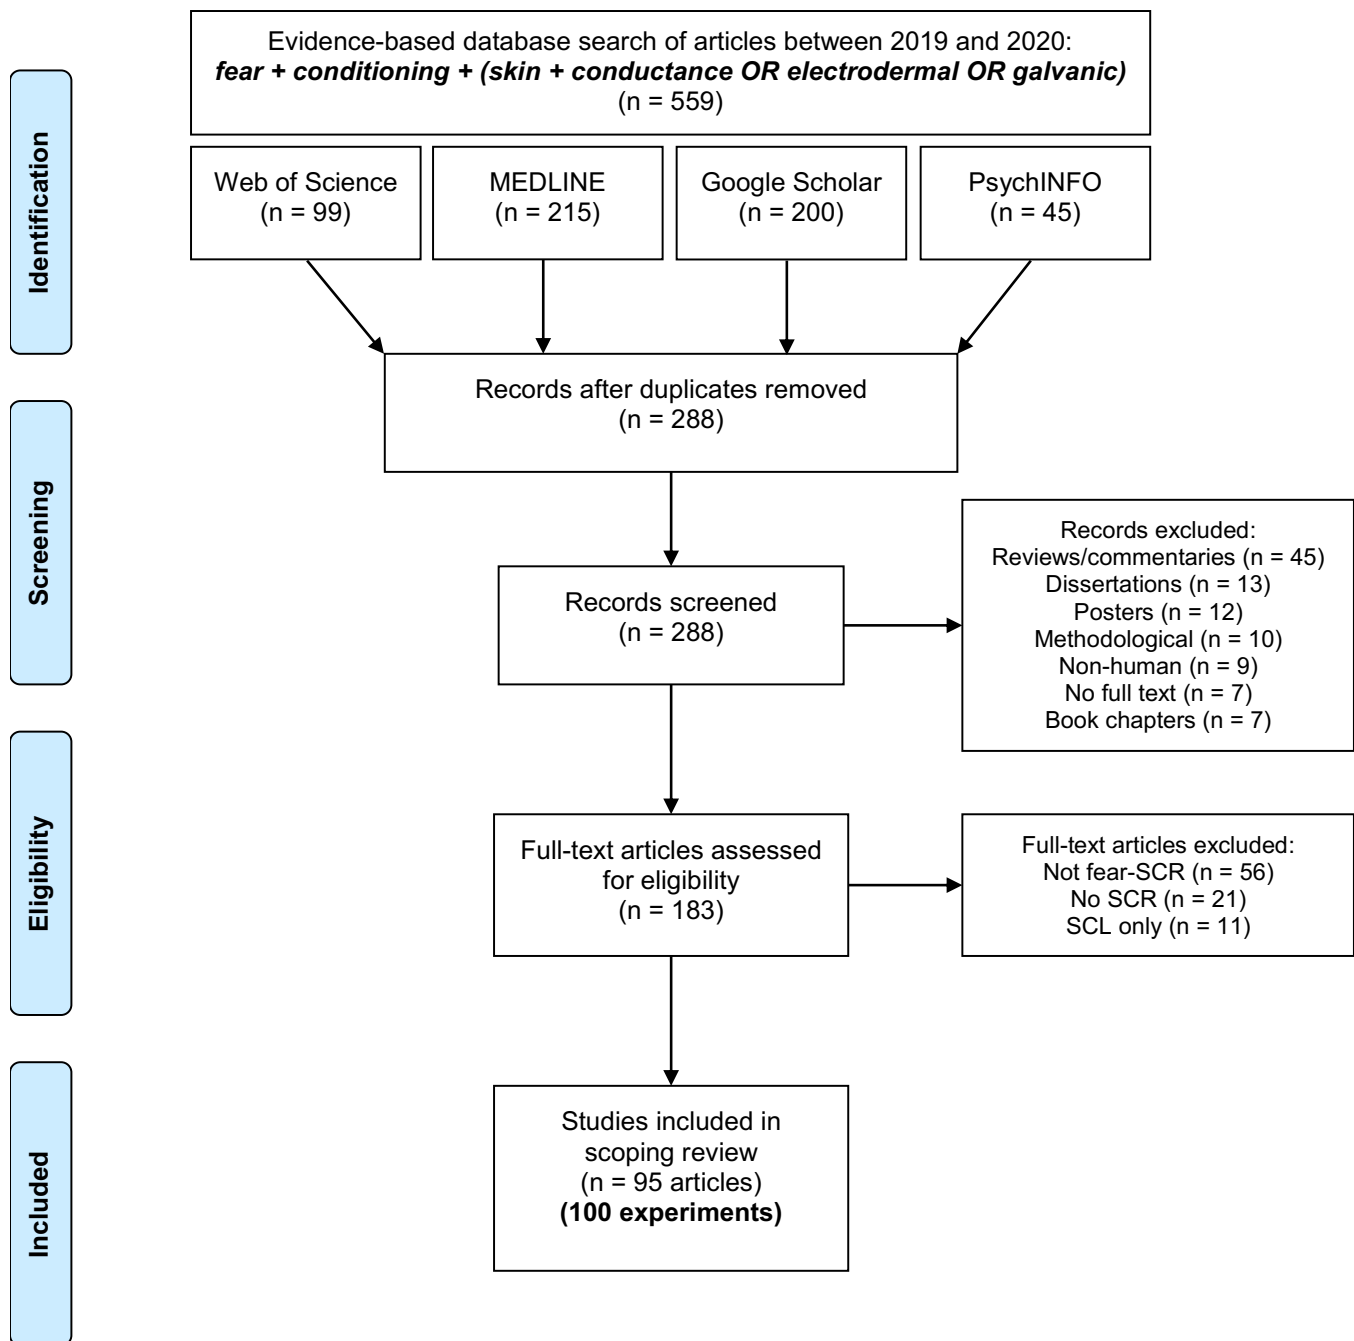 Evidence-based database search of articles between 2019 and 2020:
fear + conditioning + (skin + conductance OR electrodermal OR galvanic)
(n = 559)
Identification
Web of Science
(n = 99)
MEDLINE
(n = 215)
Google Scholar
(n = 200)
PsychINFO
(n = 45)
Records after duplicates removed
(n = 288)
Screening
Records screened
(n = 288)
Records excluded:
Reviews/commentaries (n = 45)
Dissertations (n = 13)
Posters (n = 12)
Methodological (n = 10)
Non-human (n = 9)
No full text (n = 7)
Book chapters (n = 7)
Eligibility
Full-text articles assessed
for eligibility
(n = 183)
Full-text articles excluded:
Not fear-SCR (n = 56)
No SCR (n = 21)
SCL only (n = 11)
Included
Studies included in
scoping review
(n = 95 articles)
(100 experiments)